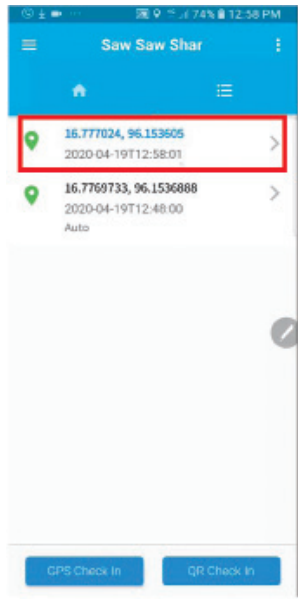 74% 12:58 PM
Saw Saw Shar
16.777024, 96.153605
2020-04-19T12:58:01
16.7769733, 96.1536888
2020-04-19T12:48:00
Auto
GPS Check In
QR Check In